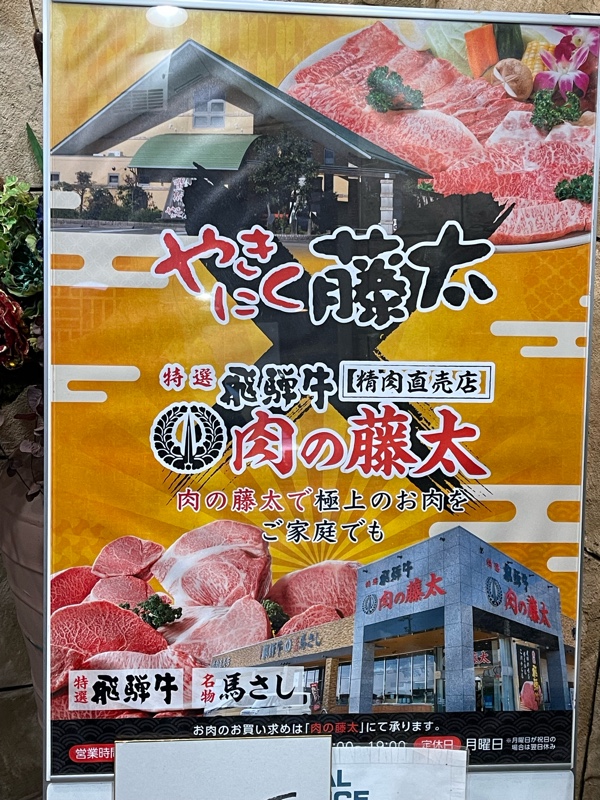 やきにく藤太
特選 飛騨牛【精肉直売店】
肉の藤太
肉の藤太で極上のお肉を
ご家庭でも
特選 飛騨牛
肉の藤太
特選 飛騨牛
肉の藤太
特選 飛騨牛
名物 馬さし
お肉のお買い求めは「肉の藤太」にて承ります。
営業時間
19:00 定休日 月曜日 ※月曜日が祝日の
場合は翌日休み